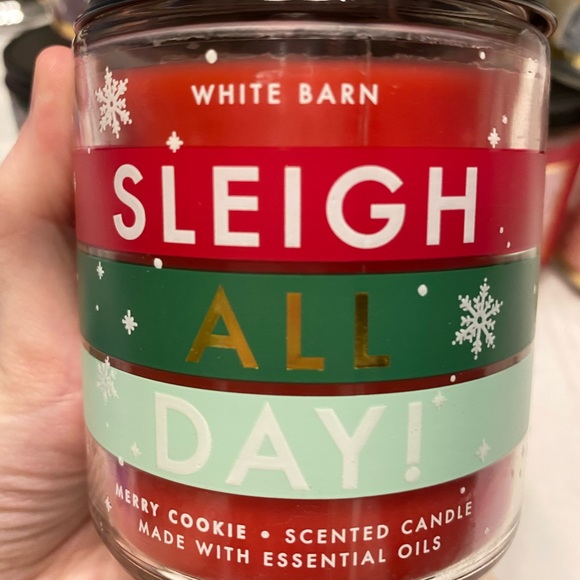 WHITE BARN
SLEIGH
ALL
DAY!
MERRY COOKIE • SCENTED CANDLE
MADE WITH ESSENTIAL OILS